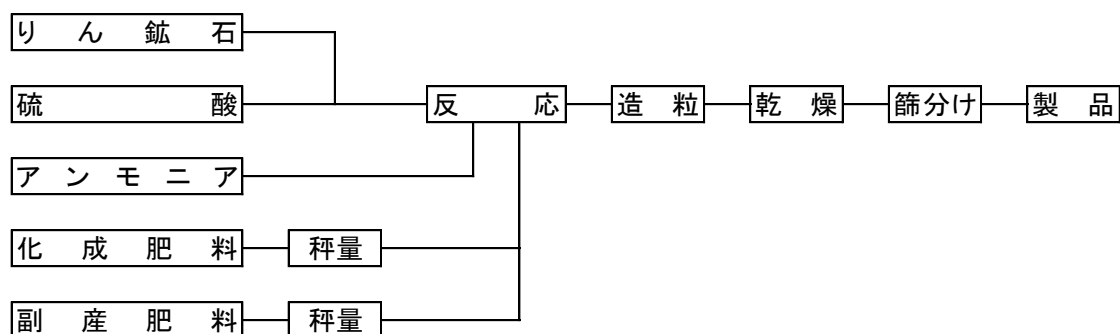 りん鉱石
硫酸 反応 造粒 乾燥 篩分け 製品
アンモニア
化成肥料 秤量
副産肥料 秤量